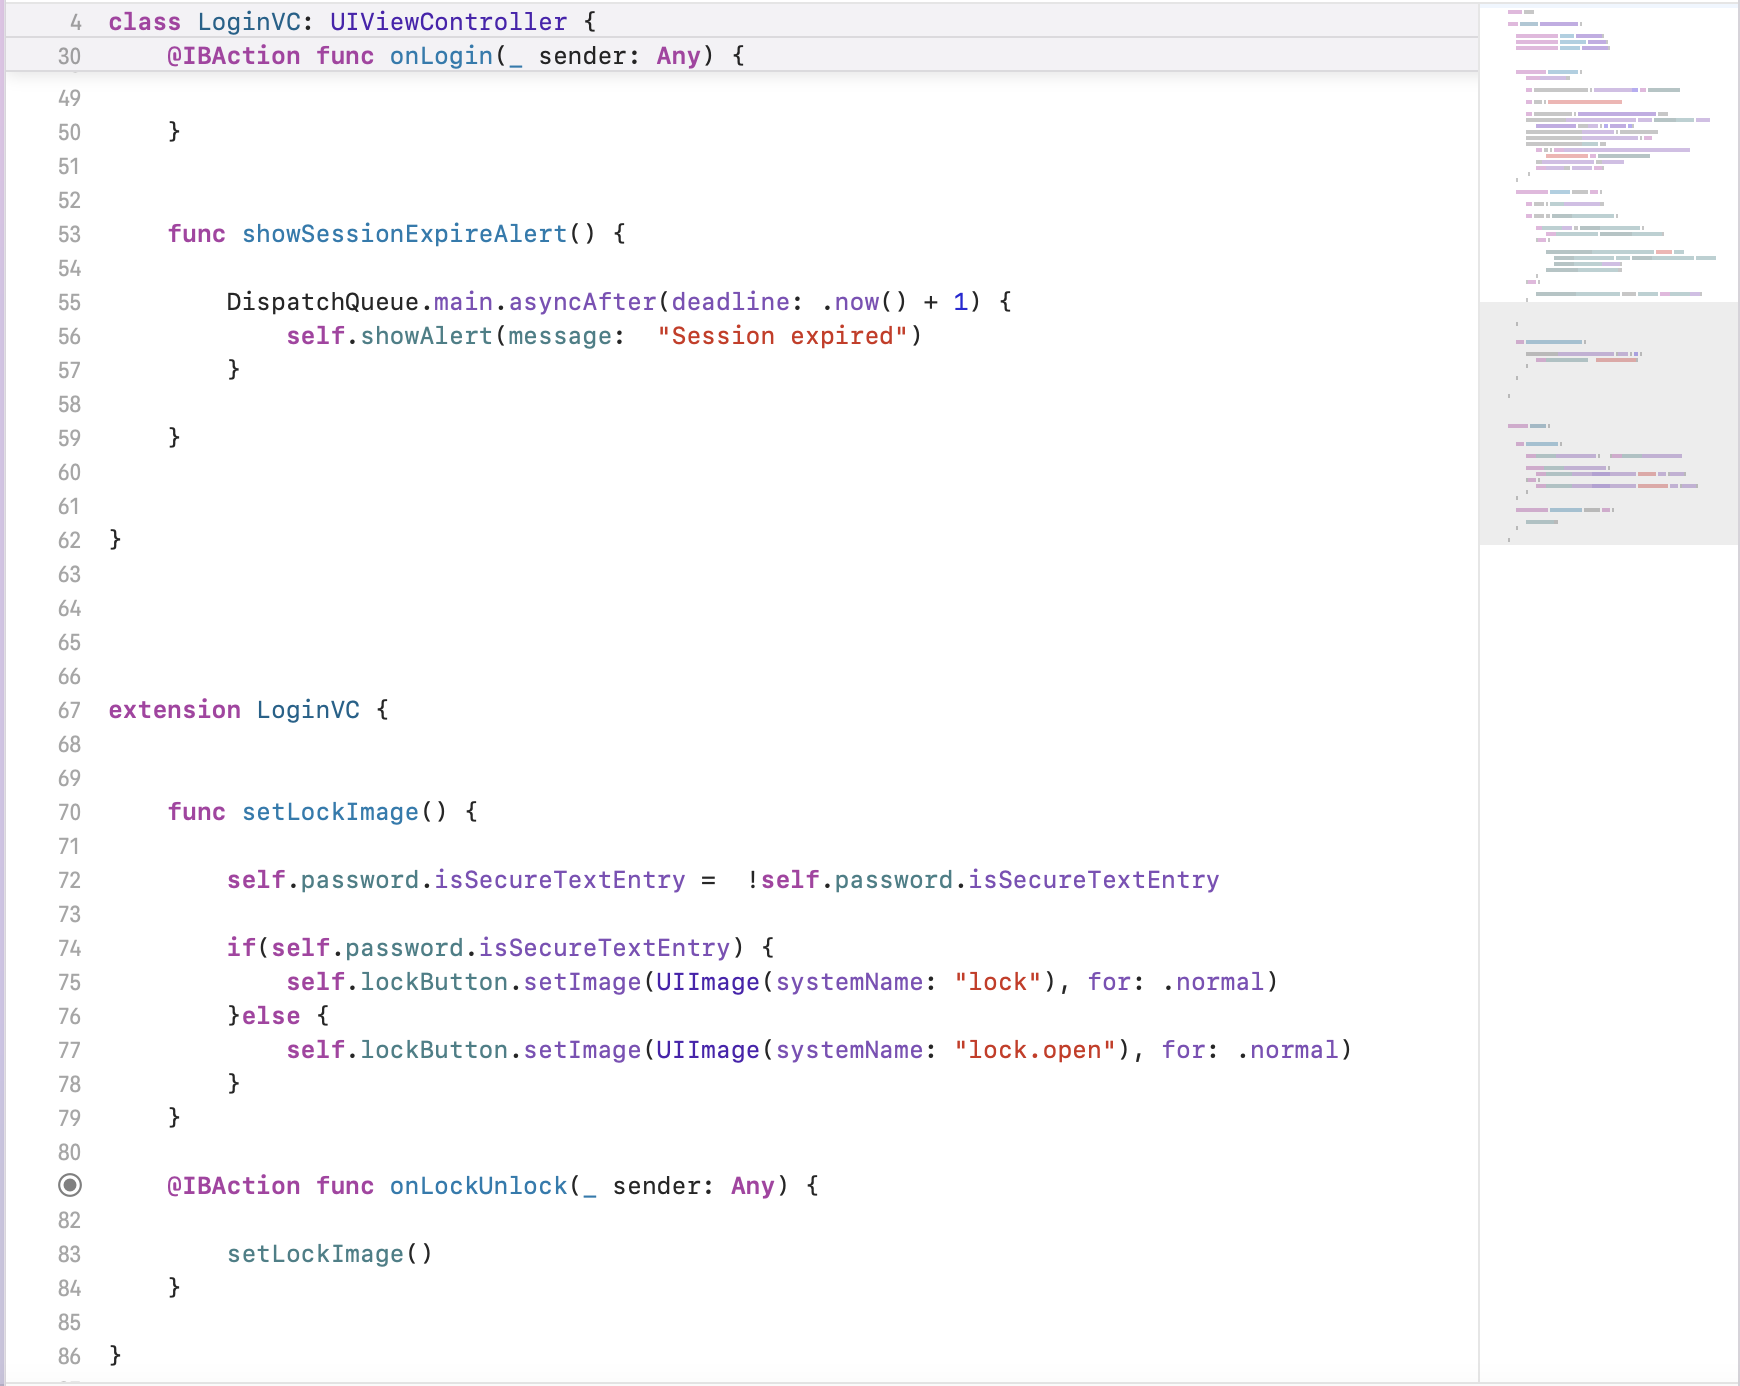 4 class LoginVC: UIViewController {
30     @IBAction func onLogin(_ sender: Any) {
49
50     }
51
52
53     func showSessionExpireAlert() {
54
55         DispatchQueue.main.asyncAfter(deadline: .now() + 1) {
56             self.showAlert(message:  "Session expired")
57         }
58
59     }
60
61
62 }
63
64
65
66
67 extension LoginVC {
68
69
70     func setLockImage() {
71
72         self.password.isSecureTextEntry =  !self.password.isSecureTextEntry
73
74         if(self.password.isSecureTextEntry) {
75             self.lockButton.setImage(UIImage(systemName: "lock"), for: .normal)
76         }else {
77             self.lockButton.setImage(UIImage(systemName: "lock.open"), for: .normal)
78         }
79     }
80
    @IBAction func onLockUnlock(_ sender: Any) {
82
83         setLockImage()
84     }
85
86 }